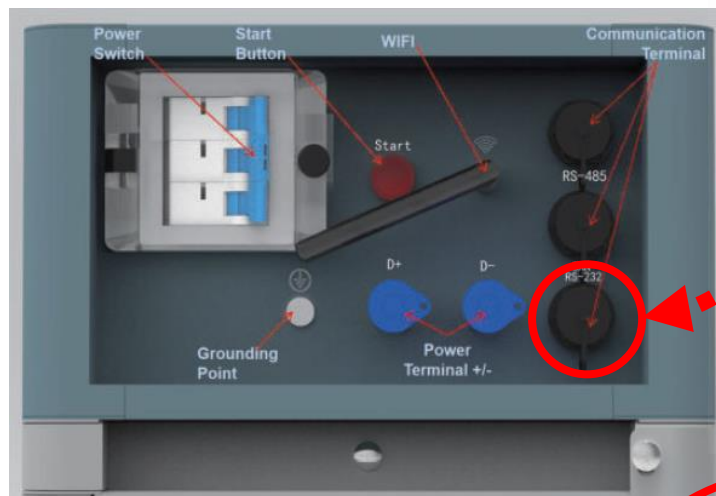 Power
Switch
Start
Button
WIFI
Communication
Terminal
Start
RS-485
RS-232
D+
D-
Grounding
Point
Power
Terminal +/-